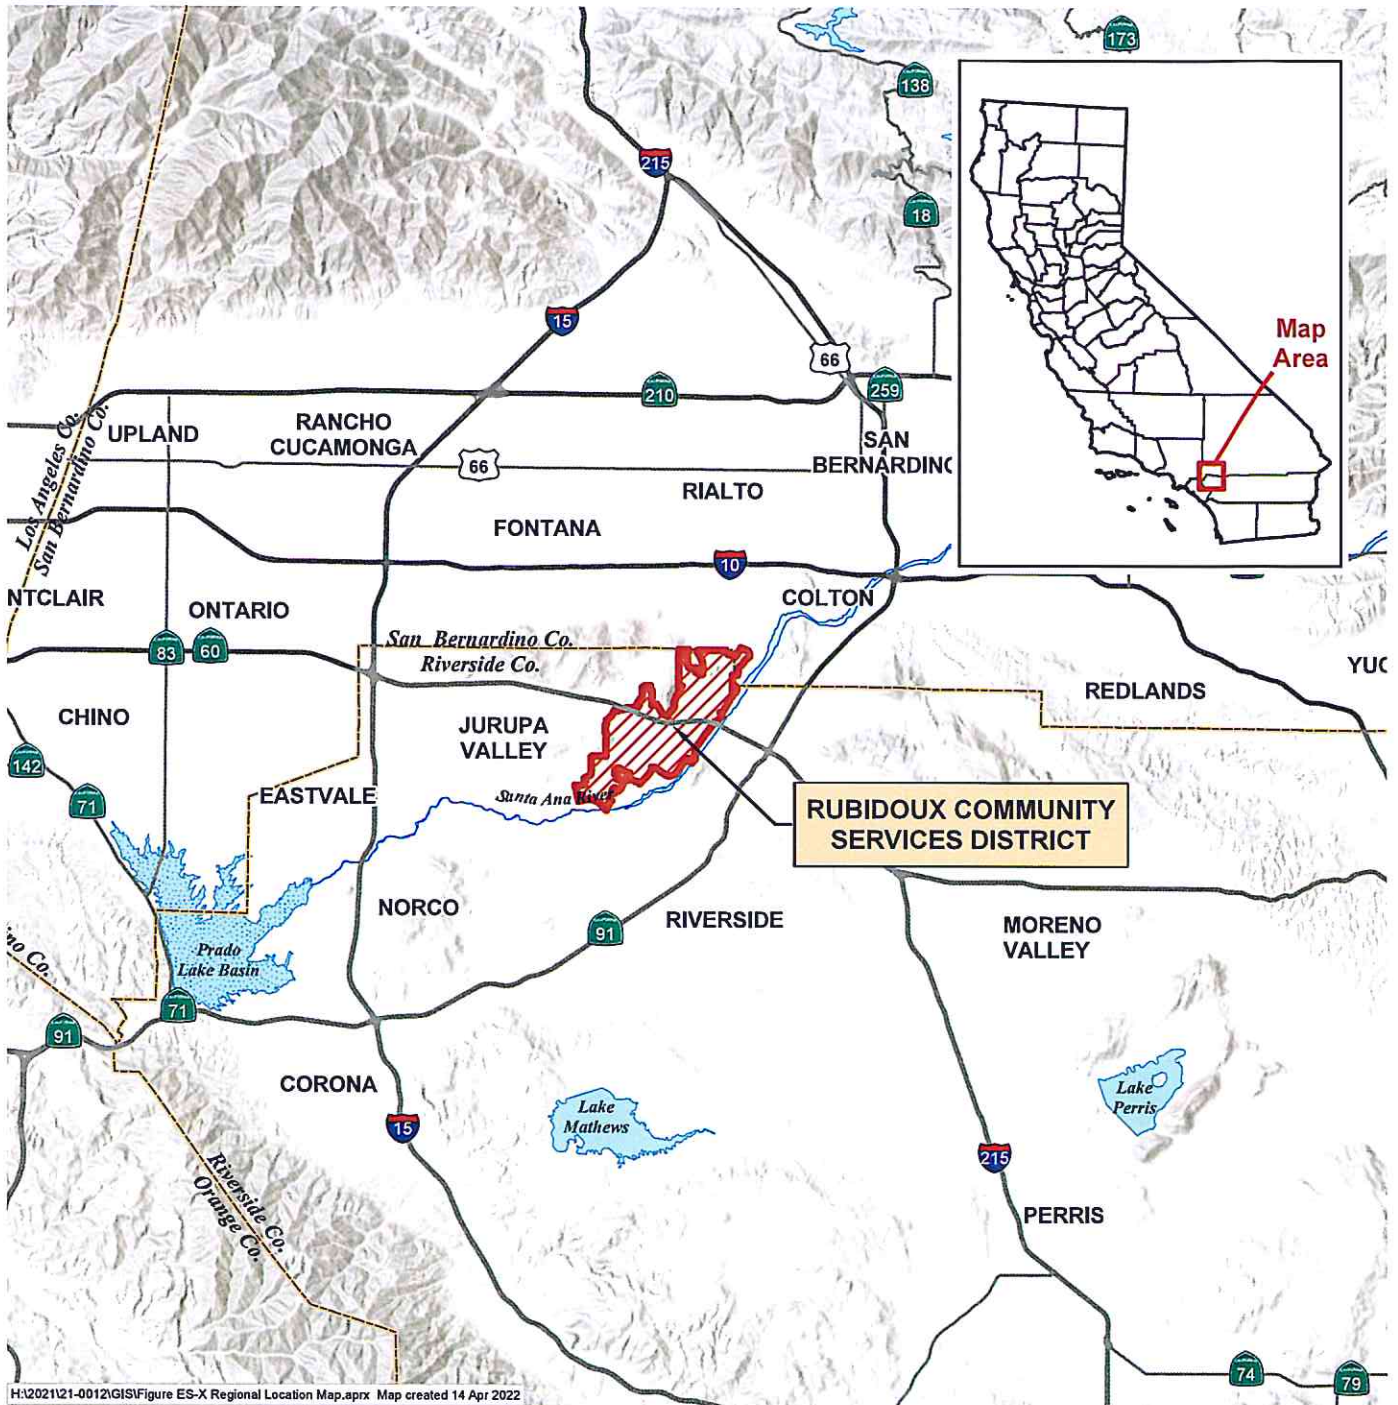 173
138
215
18
Map
Area
15
66
210
259
Los Angeles Co.
San Bernardino Co.
UPLAND
RANCHO
CUCAMONGA
66
SAN
BERNARDINO
RIALTO
FONTANA
10
NTCLAIR
ONTARIO
COLTON
83
60
San Bernardino Co.
Riverside Co.
YUC
REDLANDS
CHINO
JURUPA
VALLEY
142
71
EASTVALE
Santa Ana River
RUBIDOUX COMMUNITY
SERVICES DISTRICT
NORCO
91
RIVERSIDE
MORENO
VALLEY
ino Co.
Prado
Lake Basin
71
91
CORONA
15
Lake
Mathews
Lake
Perris
215
Riverside Co.
Orange Co.
PERRIS
74
79
H:\2021\21-0012\GIS\Figure ES-X Regional Location Map.aprx Map created 14 Apr 2022